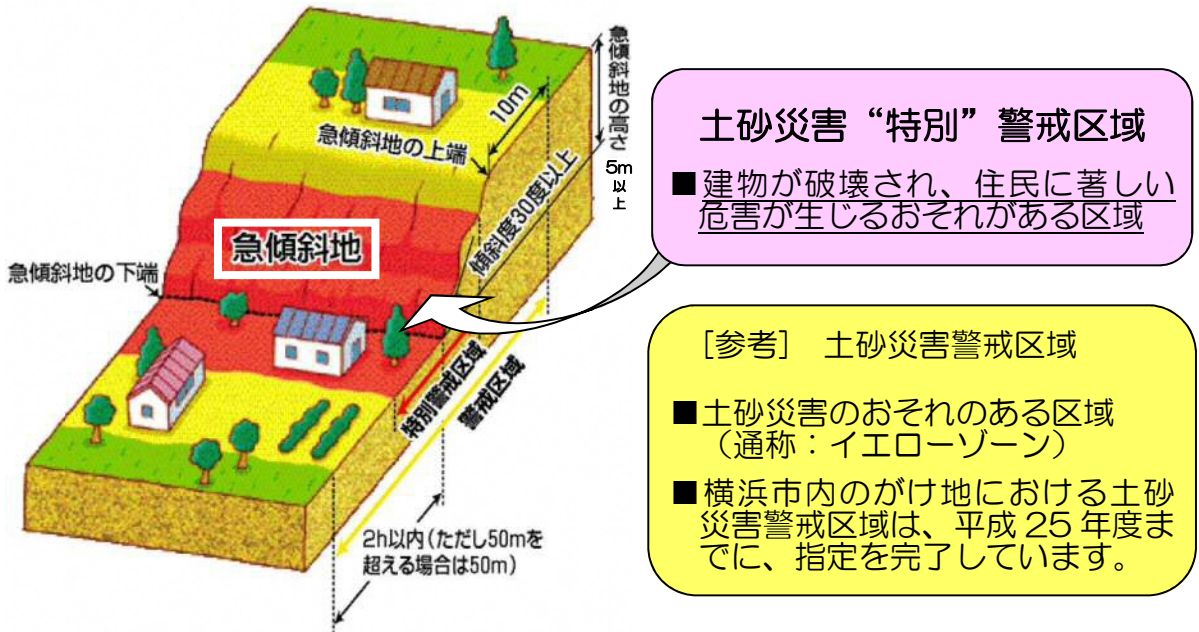 急傾斜地の高さ
5m
以
上
10m
急傾斜地の上端
傾斜度30度以上
急傾斜地
急傾斜地の下端
特別警戒区域
警戒区域
2h以内(ただし50mを
超える場合は50m)
土砂災害“特別”警戒区域
■建物が破壊され、住民に著しい
危害が生じるおそれがある区域
[参考] 土砂災害警戒区域
■土砂災害のおそれのある区域
(通称:イエローゾーン)
■横浜市内のがけ地における土砂
災害警戒区域は、平成25年度ま
でに、指定を完了しています。